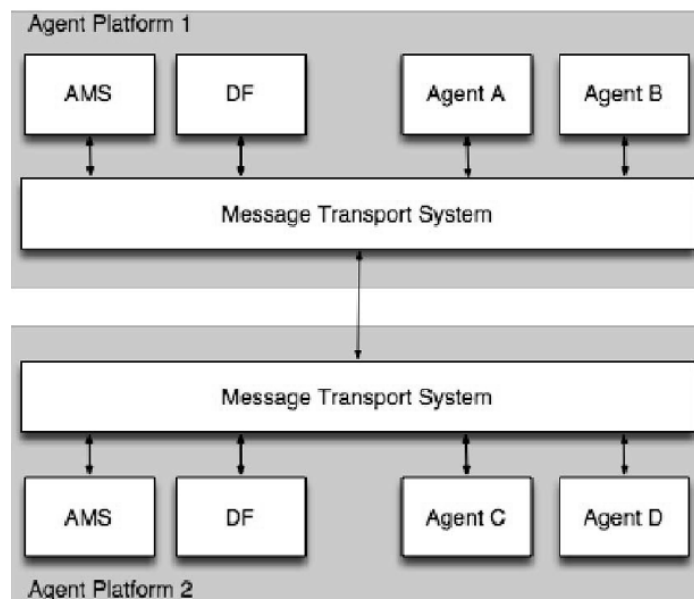 Agent Platform 1
AMS DF Agent A Agent B
Message Transport System
Message Transport System
AMS DF Agent C Agent D
Agent Platform 2